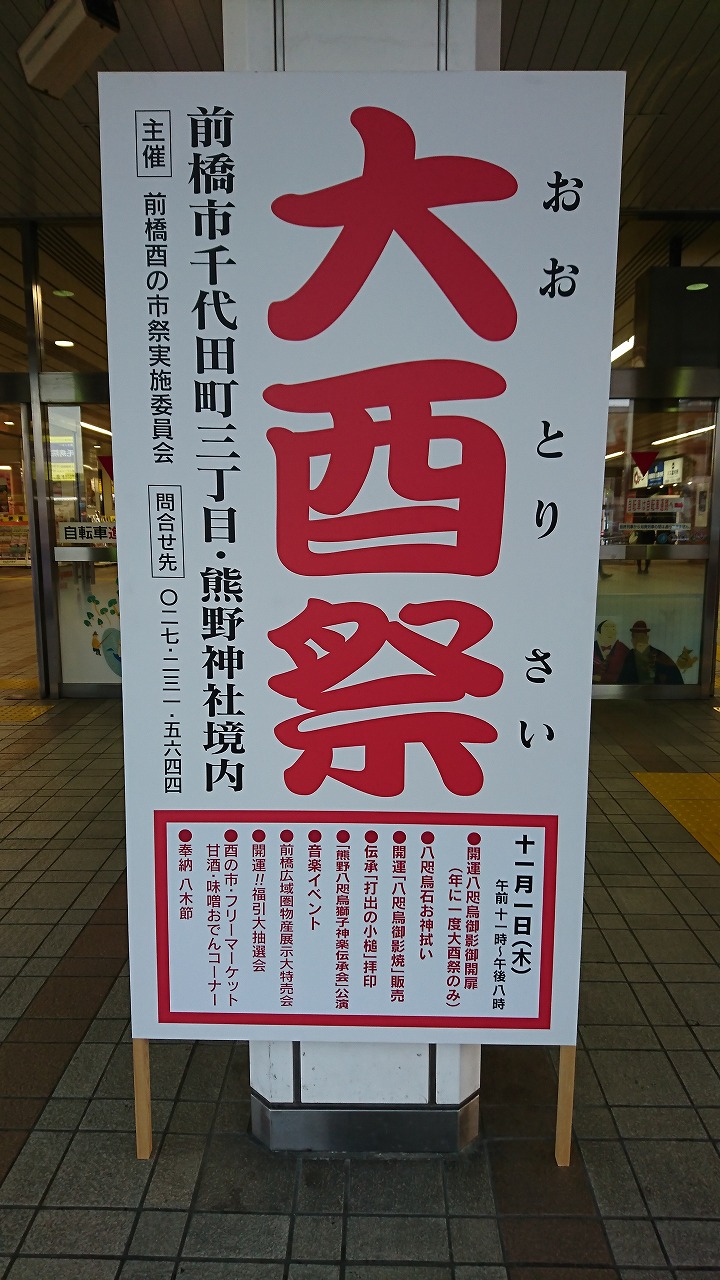 大酉祭
おおとりさい
前橋市千代田町三丁目・熊野神社境内
主催
前橋酉の市祭実施委員会
問合せ先
〇二七・二三一・五六四四
十一月一日(木)
午前十一時〜午後八時
●開運八咫烏御影御開扉
(年に一度大酉祭のみ)
●八咫烏石お神拭い
●開運「八咫烏御影焼」販売
●伝承「打出の小槌」拝印
●「熊野八咫烏獅子神楽伝承会」公演
●音楽イベント
●前橋広域圏物産展示大特売会
●開運!!福引大抽選会
●酉の市・フリーマーケット
甘酒・味噌おでんコーナー
●奉納 八木節
自転車